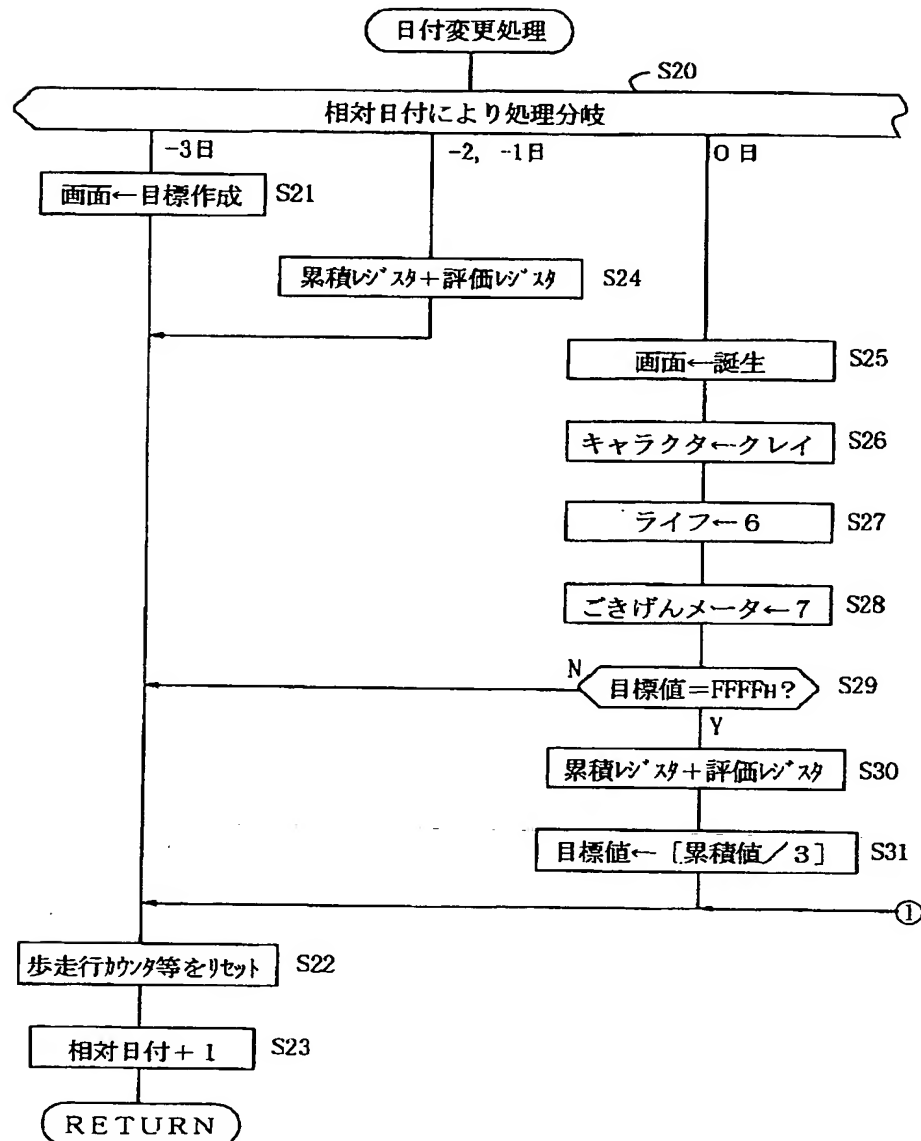 日付変更処理
S20
相対日付により処理分岐
-3日
-2, -1日
0日
画面←目標作成
S21
累積ﾚｼﾞｽﾀ+評価ﾚｼﾞｽﾀ
S24
画面←誕生
S25
キャラクタ←クレイ
S26
ライフ←6
S27
ごきげんメータ←7
S28
N
目標値=FFFFH?
S29
Y
累積ﾚｼﾞｽﾀ+評価ﾚｼﾞｽﾀ
S30
目標値←[累積値/3]
S31
①
歩走行ｶｳﾝﾀ等をﾘｾｯﾄ
S22
相対日付+1
S23
RETURN